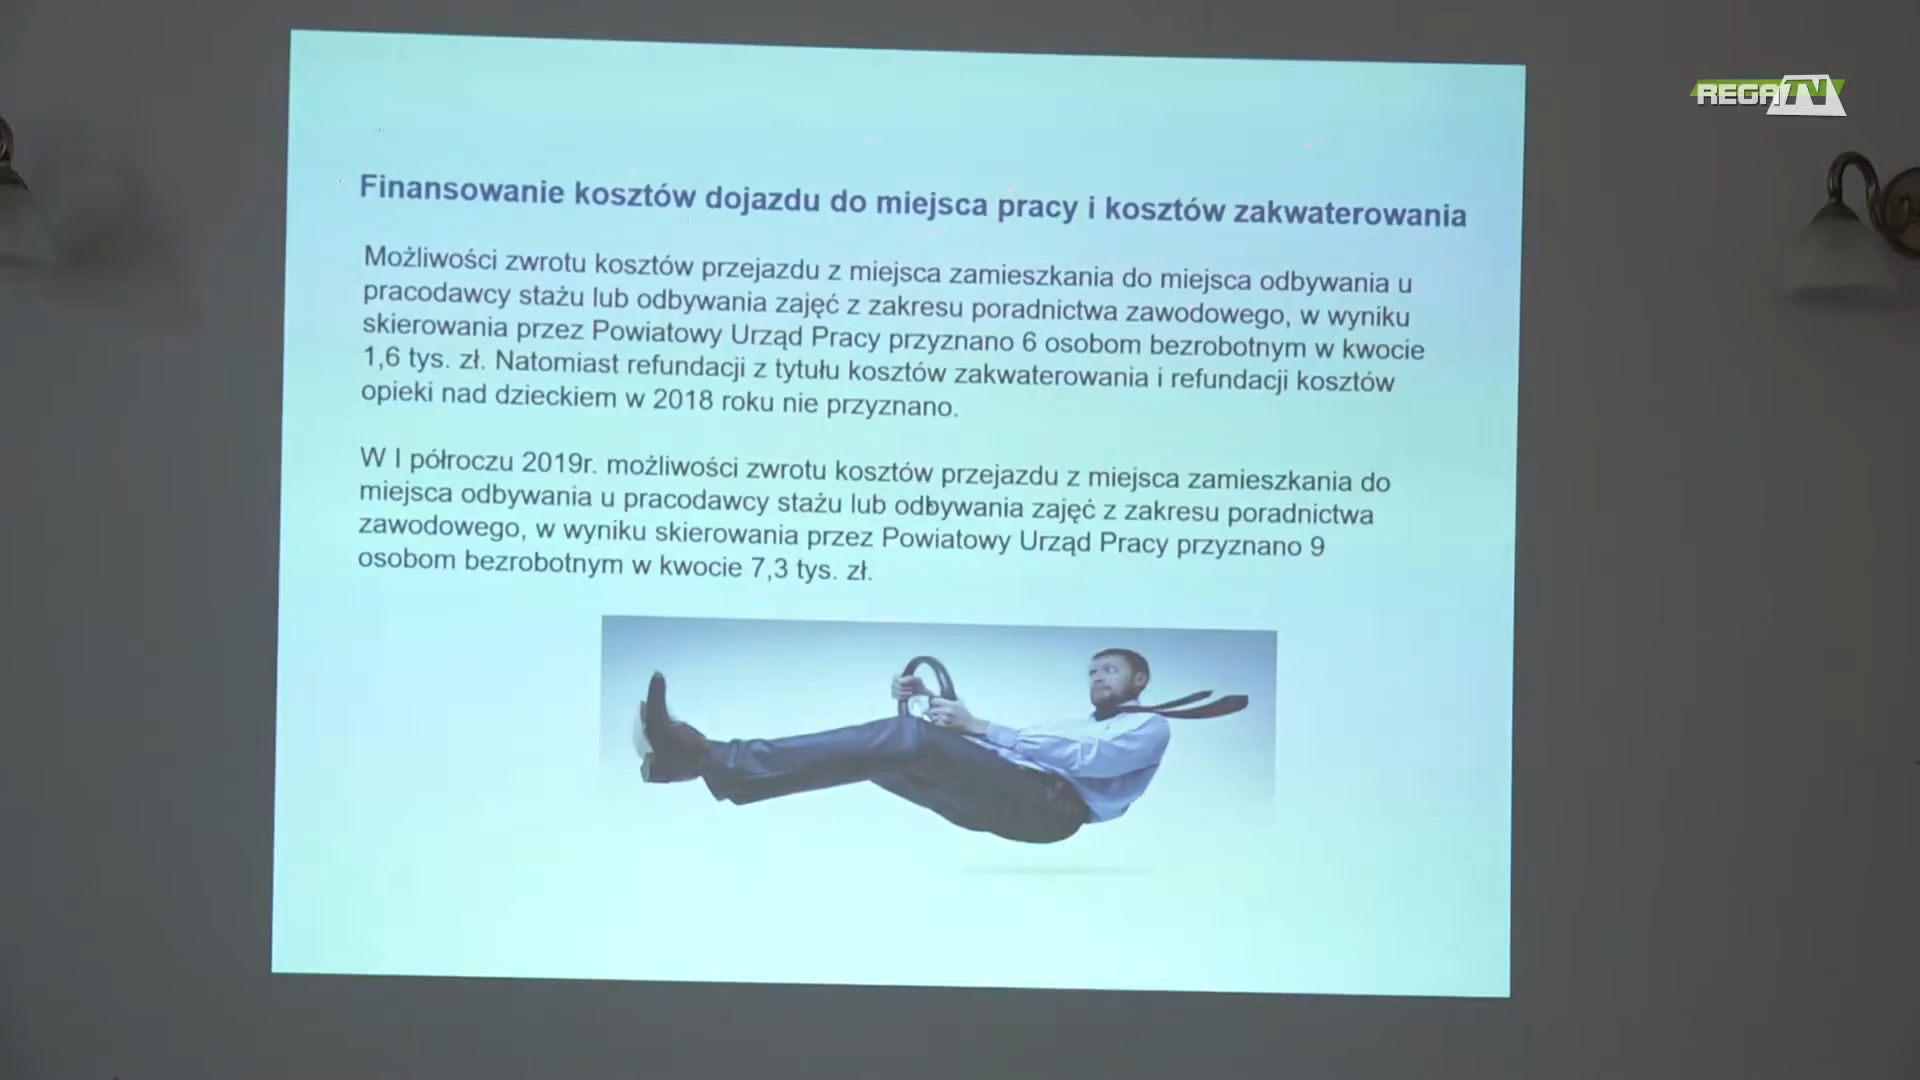 REGA TV
Finansowanie kosztów dojazdu do miejsca pracy i kosztów zakwaterowania
Możliwości zwrotu kosztów przejazdu z miejsca zamieszkania do miejsca odbywania u
pracodawcy stażu lub odbywania zajęć z zakresu poradnictwa zawodowego, w wyniku
skierowania przez Powiatowy Urząd Pracy przyznano 6 osobom bezrobotnym w kwocie
1,6 tys. zł. Natomiast refundacji z tytułu kosztów zakwaterowania i refundacji kosztów
opieki nad dzieckiem w 2018 roku nie przyznano.
W I półroczu 2019r. możliwości zwrotu kosztów przejazdu z miejsca zamieszkania do
miejsca odbywania u pracodawcy stażu lub odbywania zajęć z zakresu poradnictwa
zawodowego, w wyniku skierowania przez Powiatowy Urząd Pracy przyznano 9
osobom bezrobotnym w kwocie 7,3 tys. zł.